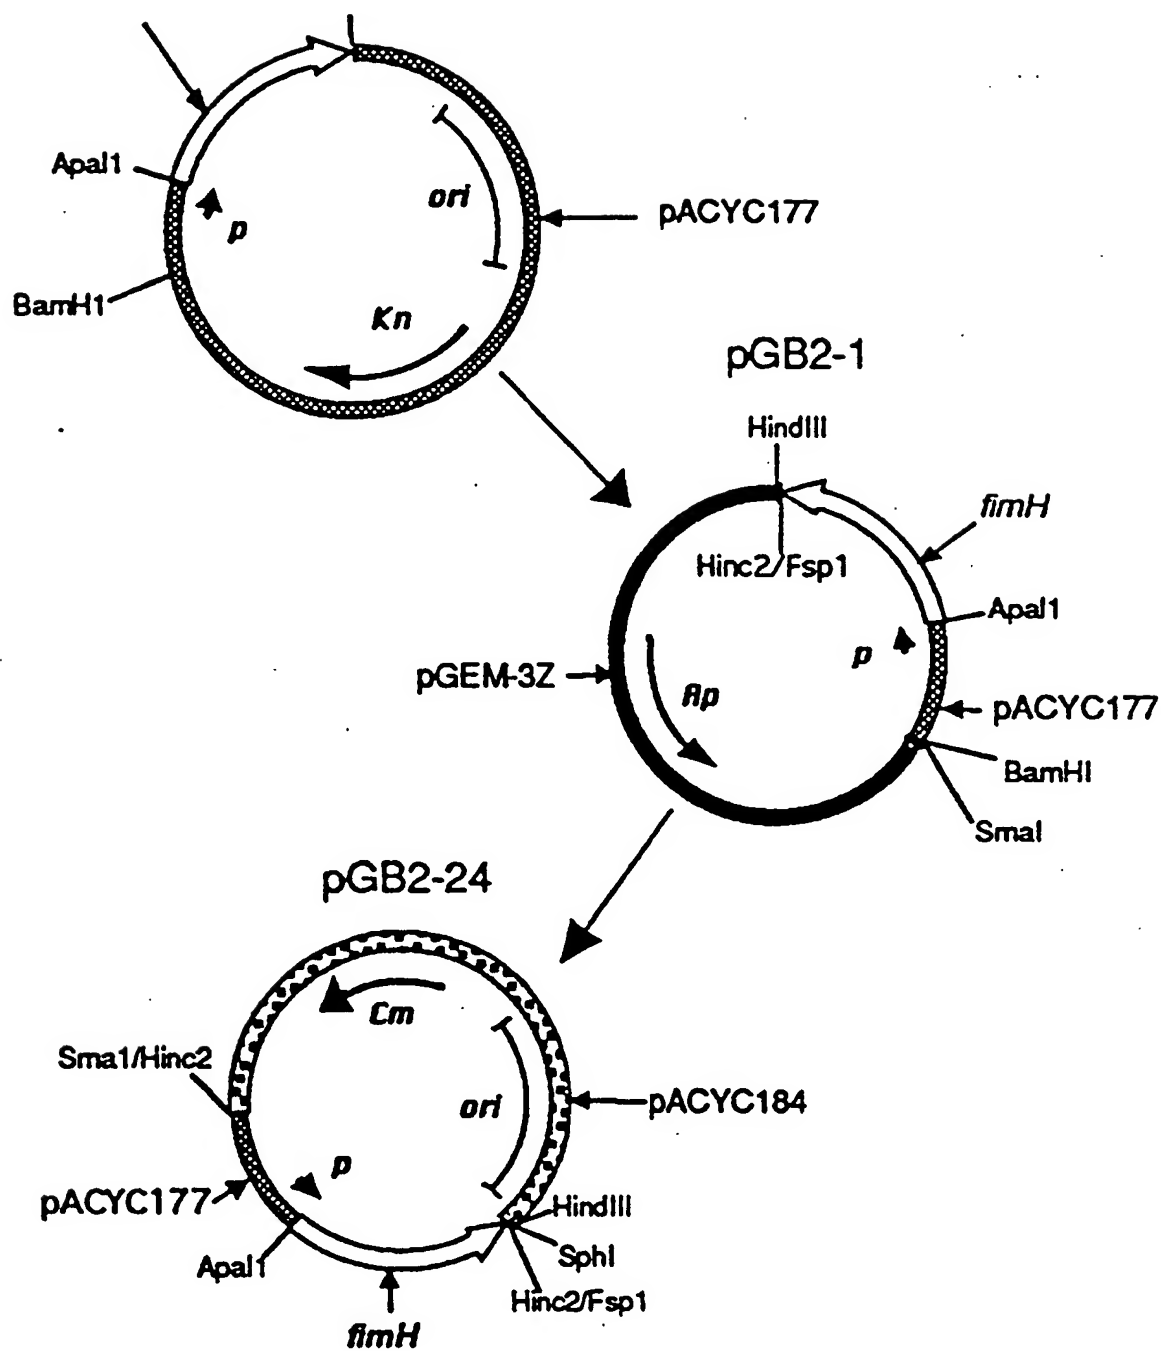 Apal1
ori
pACYC177
p
BamH1
Kn
pGB2-1
HindIII
fimH
Hinc2/Fsp1
Apal1
p
pGEM-3Z
Ap
pACYC177
BamHI
SmaI
pGB2-24
Cm
Sma1/Hinc2
ori
pACYC184
p
pACYC177
HindIII
SphI
Apal1
Hinc2/Fsp1
fimH